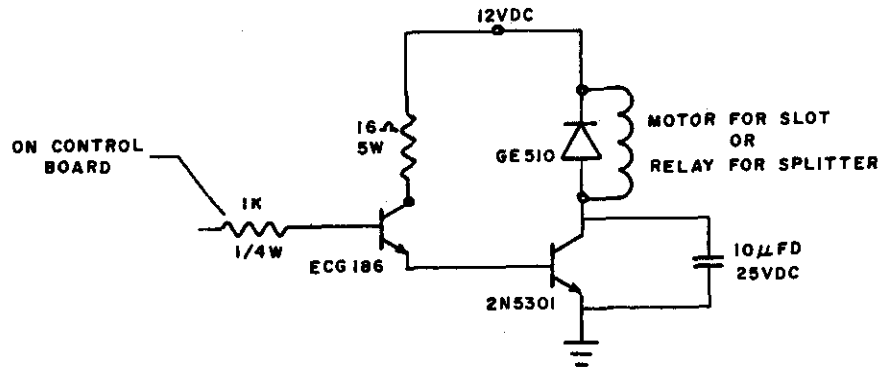 12VDC
16Ω
5W
GE510
MOTOR FOR SLOT
OR
RELAY FOR SPLITTER
ON CONTROL
BOARD
1K
1/4W
ECG186
2N5301
10µFD
25VDC